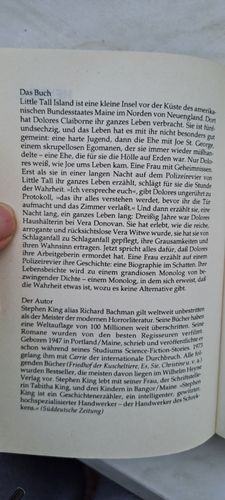 Das Buch
Little Tall Island ist eine kleine Insel vor der Küste des amerika-
nischen Bundesstaates Maine im Norden von Neuengland. Dort
hat Dolores Claiborne ihr ganzes Leben verbracht. Sie ist fünf-
undsechzig, und das Leben hat es mit ihr nicht besonders gut
gemeint: eine harte Jugend, dann die Ehe mit Joe St. George,
einem skrupellosen Egomanen, der sie immer wieder mißhan-
delte – eine Ehe, die für sie die Hölle auf Erden war. Nur Dolo-
res weiß, wie Joe ums Leben kam. Eine Frau mit Geheimnissen.
Erst als sie in einer langen Nacht auf dem Polizeirevier von
Little Tall ihr ganzes Leben erzählt, schlägt für sie die Stunde
der Wahrheit. »Ich verspreche euch«, gibt Dolores ungerührt zu
Protokoll, »das ihr alles verstehen werdet, bevor ihr die Tür
aufmacht und das Zimmer verlaßt.« Und dann erzählt sie, eine
Nacht lang, ein ganzes Leben lang: Dreißig Jahre war Dolores
Haushälterin bei Vera Donovan. Sie hat erlebt, wie die reiche,
arrogante und rücksichtslose Vera Witwe wurde, sie hat sie von
Schlaganfall zu Schlaganfall gepflegt, ihre Grausamkeiten und
ihren Wahnsinn ertragen. Jetzt spricht alles dafür, daß Dolores
ihre Arbeitgeberin ermordet hat. Eine Frau erzählt auf einem
Polizeirevier ihre Geschichte: eine Biographie im Schatten. Ihre
Lebensbeichte wird zu einem grandiosen Monolog von be-
zwingender Dichte – einem Monolog, in dem sich erweist, daß
die Wahrheit etwas ist, wozu es keine Alternative gibt.
Der Autor
Stephen King alias Richard Bachman gilt weltweit unbestritten
als der Meister der modernen Horrorliteratur. Seine Bücher haben
eine Weltauflage von 100 Millionen weit überschritten. Seine
Romane wurden von den besten Regisseuren verfilmt.
Geboren 1947 in Portland/Maine, schrieb und veröffentlichte er
schon während seines Studiums Science-Fiction-Stories. 1973
gelang ihm mit Carrie der internationale Durchbruch. Alle fol-
genden Bücher (Friedhof der Kuscheltiere, Es, Sie, Christine u. v. a.)
wurden Bestseller, die meisten davon liegen im Wilhelm Heyne
Verlag vor. Stephen King lebt mit seiner Frau, der Schriftstelle-
rin Tabitha King, und drei Kindern in Bangor/Maine. »Stephen
King ist ein Geschichtenerzähler, ein intelligenter, gewitzter,
hochspezialisierter Handwerker – der Handwerker des Schrek-
kens.« (Süddeutsche Zeitung)